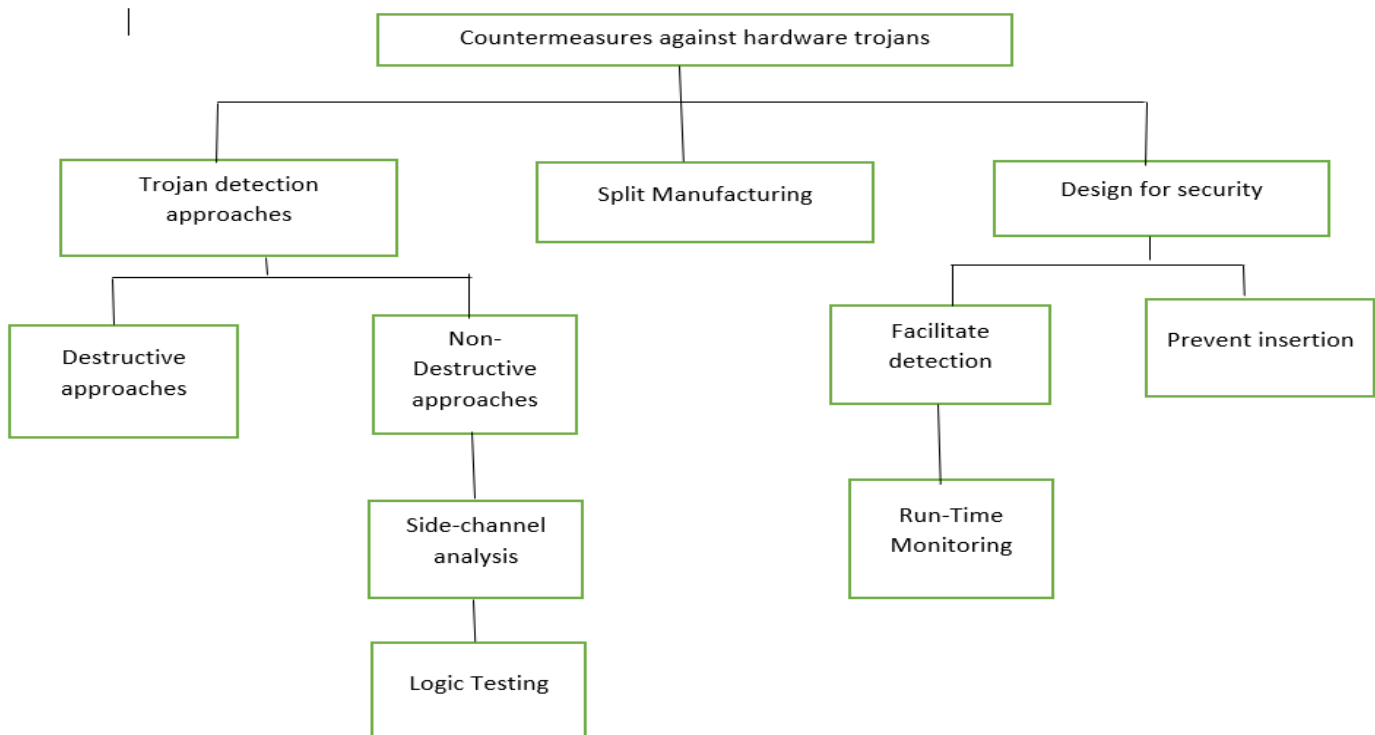 Countermeasures against hardware trojans
Trojan detection
approaches
Split Manufacturing
Design for security
Destructive
approaches
Non-
Destructive
approaches
Facilitate
detection
Prevent insertion
Side-channel
analysis
Run-Time
Monitoring
Logic Testing